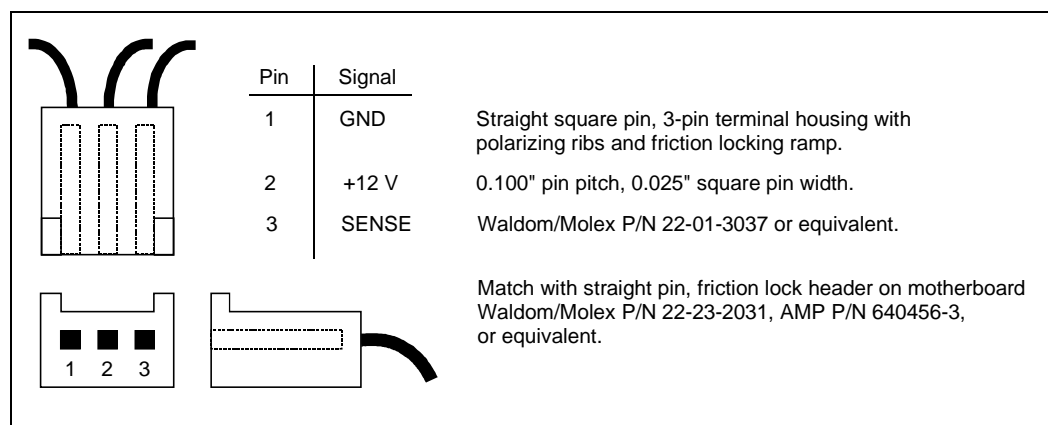 Pin Signal
1 GND Straight square pin, 3-pin terminal housing with
polarizing ribs and friction locking ramp.
2 +12 V 0.100" pin pitch, 0.025" square pin width.
3 SENSE Waldom/Molex P/N 22-01-3037 or equivalent.
Match with straight pin, friction lock header on motherboard
Waldom/Molex P/N 22-23-2031, AMP P/N 640456-3,
or equivalent.
1 2 3